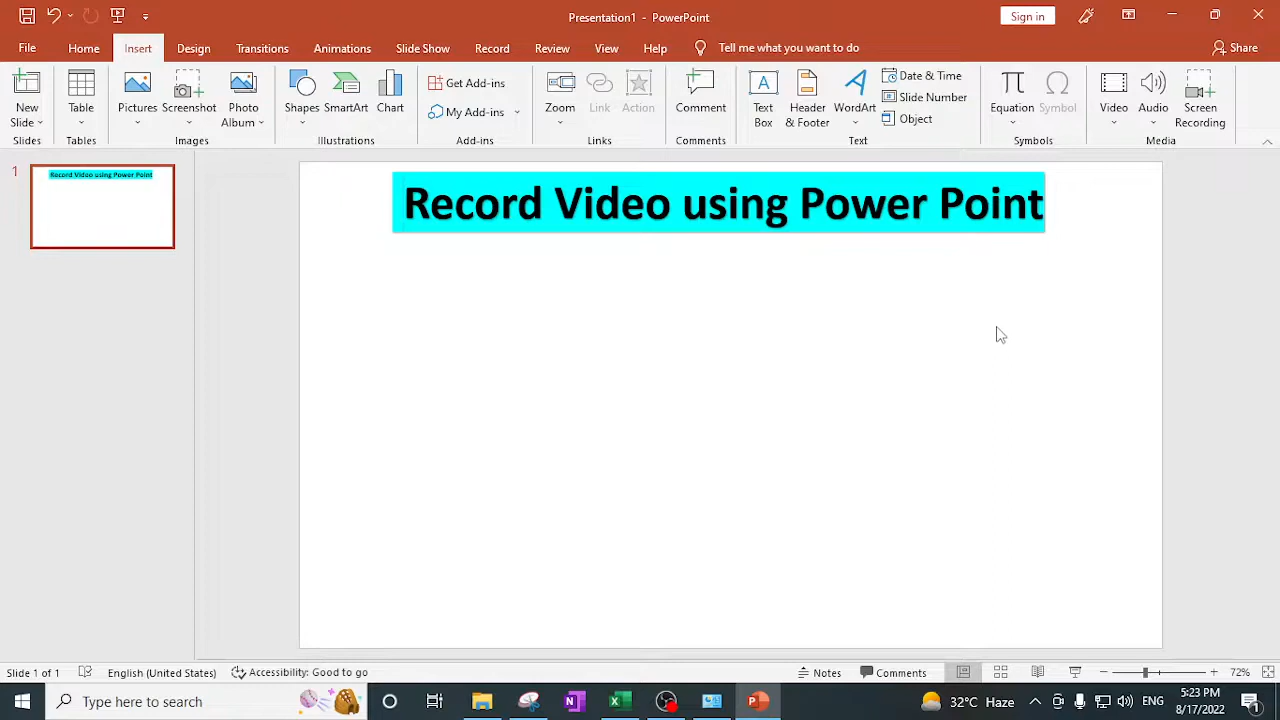 Presentation1 - PowerPoint
Sign in
File Home Insert Design Transitions Animations Slide Show Record Review View Help Tell me what you want to do Share
New Slide
Table
Pictures
Screenshot
Photo Album
Shapes
SmartArt
Chart
Get Add-ins
My Add-ins
Zoom
Link
Action
Comment
Text Box
Header & Footer
WordArt
Date & Time
Slide Number
Object
Equation
Symbol
Video
Audio
Screen Recording
Slides Tables Images Illustrations Add-ins Links Comments Text Symbols Media
1
Record Video using Power Point
Record Video using Power Point
Slide 1 of 1 English (United States) Accessibility: Good to go Notes Comments 72%
Type here to search
32°C Haze
ENG
5:23 PM
8/17/2022
1